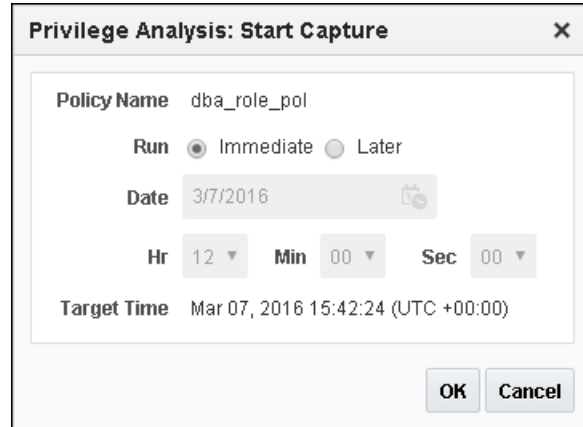 Privilege Analysis: Start Capture
Policy Name dba_role_pol
Run Immediate Later
Date 3/7/2016
Hr 12 Min 00 Sec 00
Target Time Mar 07, 2016 15:42:24 (UTC +00:00)
OK Cancel